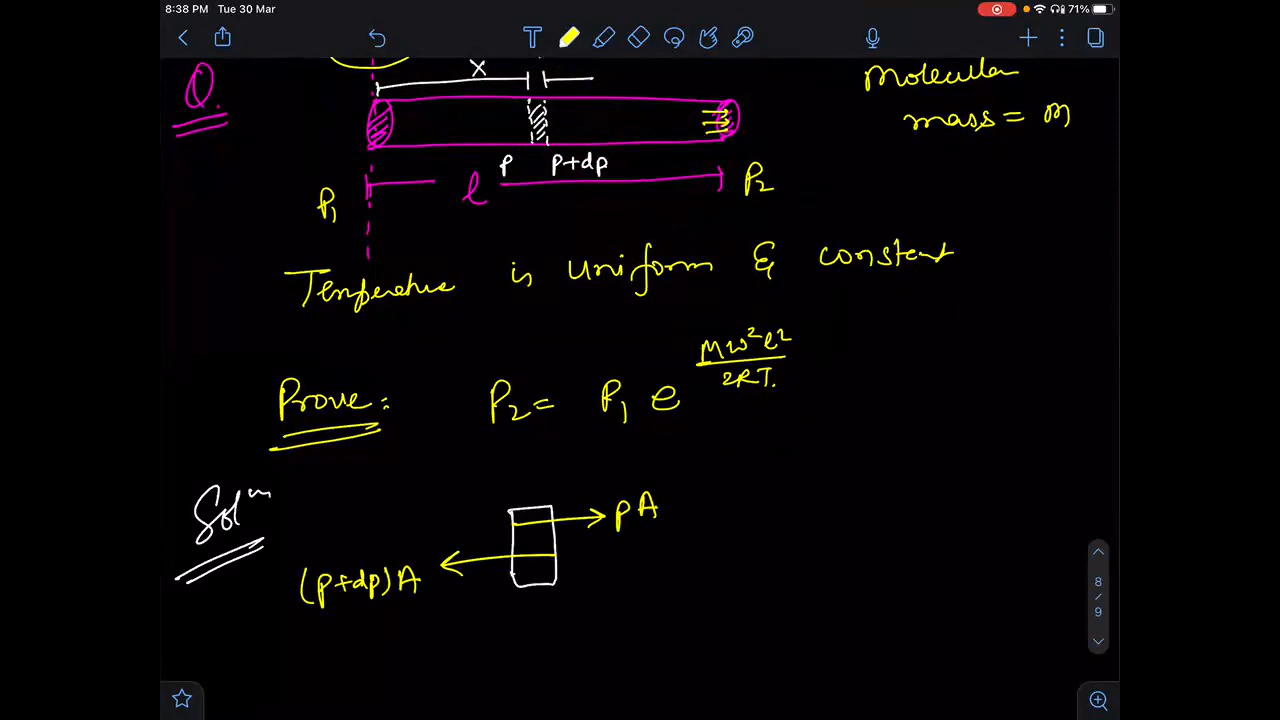 8:38 PM Tue 30 Mar
71%
Q.
x
Molecular
mass = M
p p+dp
P1 l P2
Temperature is uniform & constant
Prove: P2 = P1 e^(Mω²l²/2RT.)
Solⁿ
pA
(p+dp)A
8
/
9